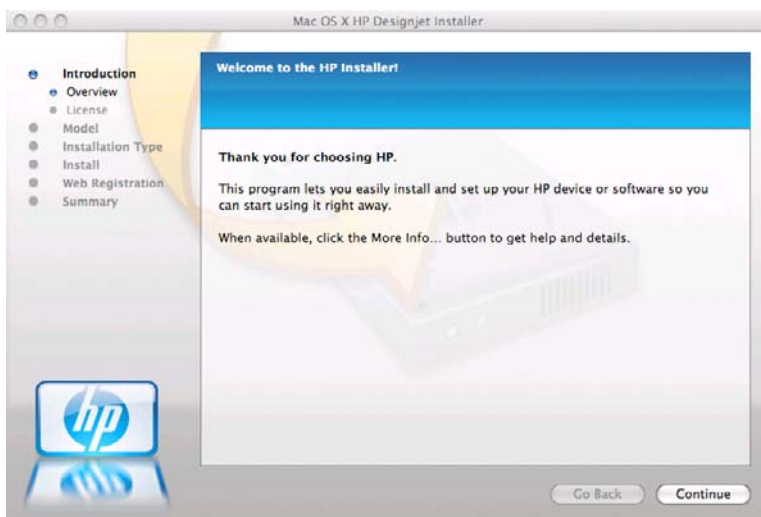 Mac OS X HP Designjet Installer
Introduction
Overview
License
Model
Installation Type
Install
Web Registration
Summary
Welcome to the HP Installer!
Thank you for choosing HP.
This program lets you easily install and set up your HP device or software so you
can start using it right away.
When available, click the More Info... button to get help and details.
hp
Go Back
Continue